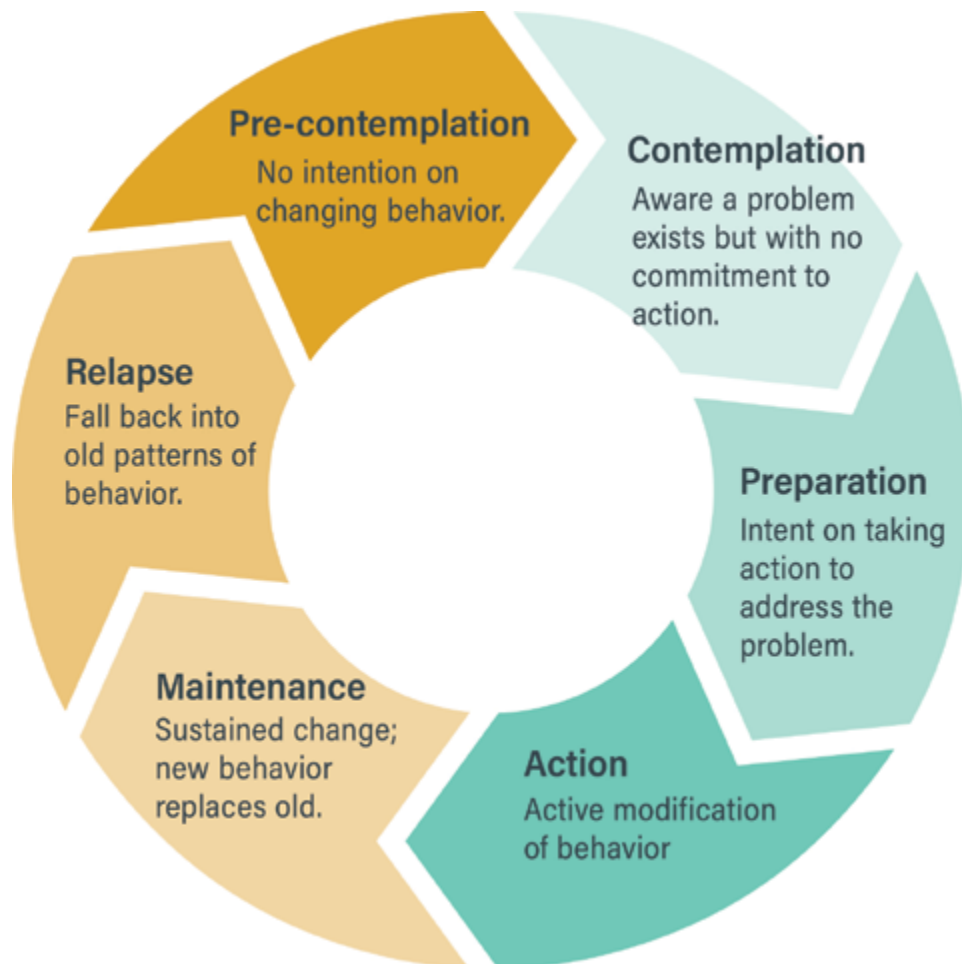 Pre-contemplation
No intention on
changing behavior.
Contemplation
Aware a problem
exists but with no
commitment to
action.
Preparation
Intent on taking
action to
address the
problem.
Action
Active modification
of behavior
Maintenance
Sustained change;
new behavior
replaces old.
Relapse
Fall back into
old patterns of
behavior.